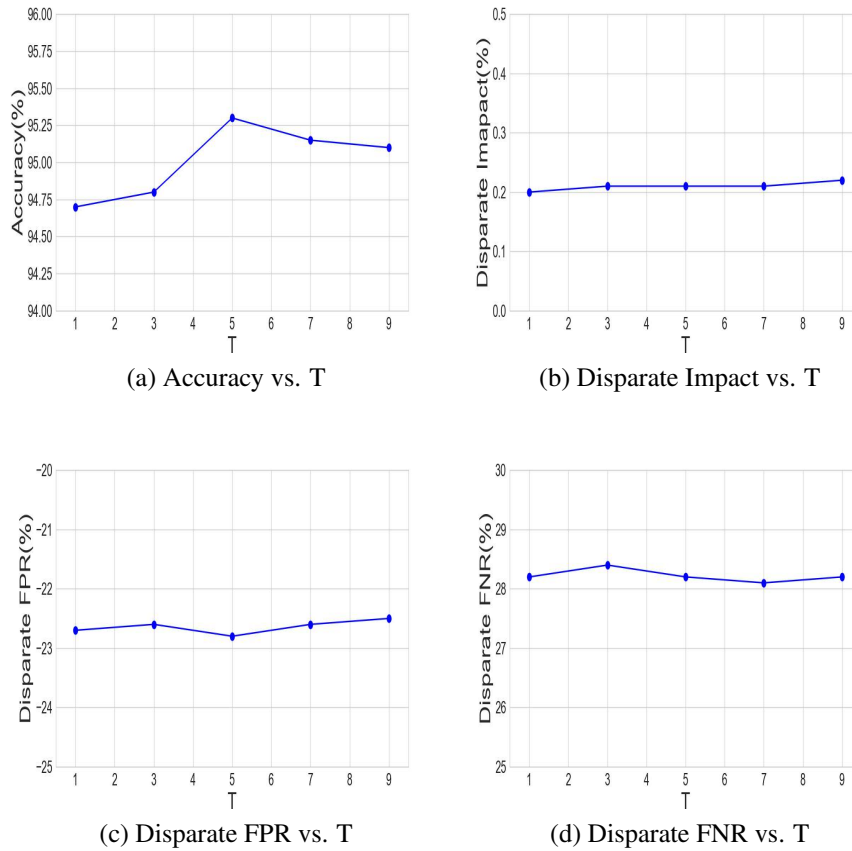 96.00
95.75
95.50
95.25
95.00
94.75
94.50
94.25
94.00
Accuracy(%)
1 2 3 4 5 6 7 8 9
T
(a) Accuracy vs. T
0.5
0.4
0.3
0.2
0.1
0.0
Disparate Imapact(%)
1 2 3 4 5 6 7 8 9
T
(b) Disparate Impact vs. T
−20
−21
−22
−23
−24
−25
Disparate FPR(%)
1 2 3 4 5 6 7 8 9
T
(c) Disparate FPR vs. T
30
29
28
27
26
25
Disparate FNR(%)
1 2 3 4 5 6 7 8 9
T
(d) Disparate FNR vs. T